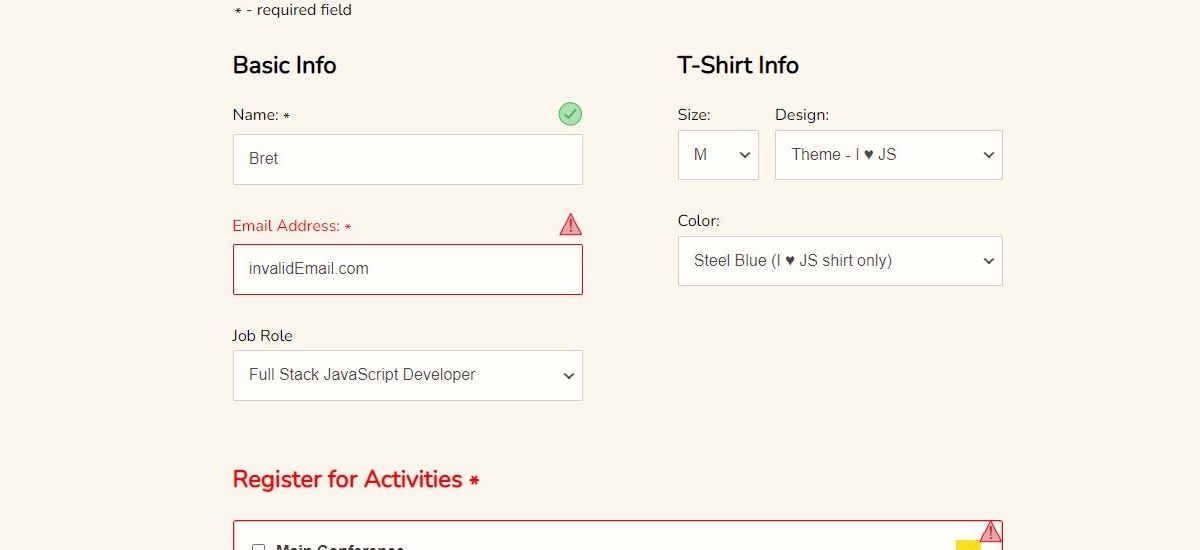 * - required field
Basic Info
Name: *
Bret
Email Address: *
invalidEmail.com
Job Role
Full Stack JavaScript Developer
T-Shirt Info
Size:
Design:
M
Theme - I ♥ JS
Color:
Steel Blue (I ♥ JS shirt only)
Register for Activities *
Main Conference